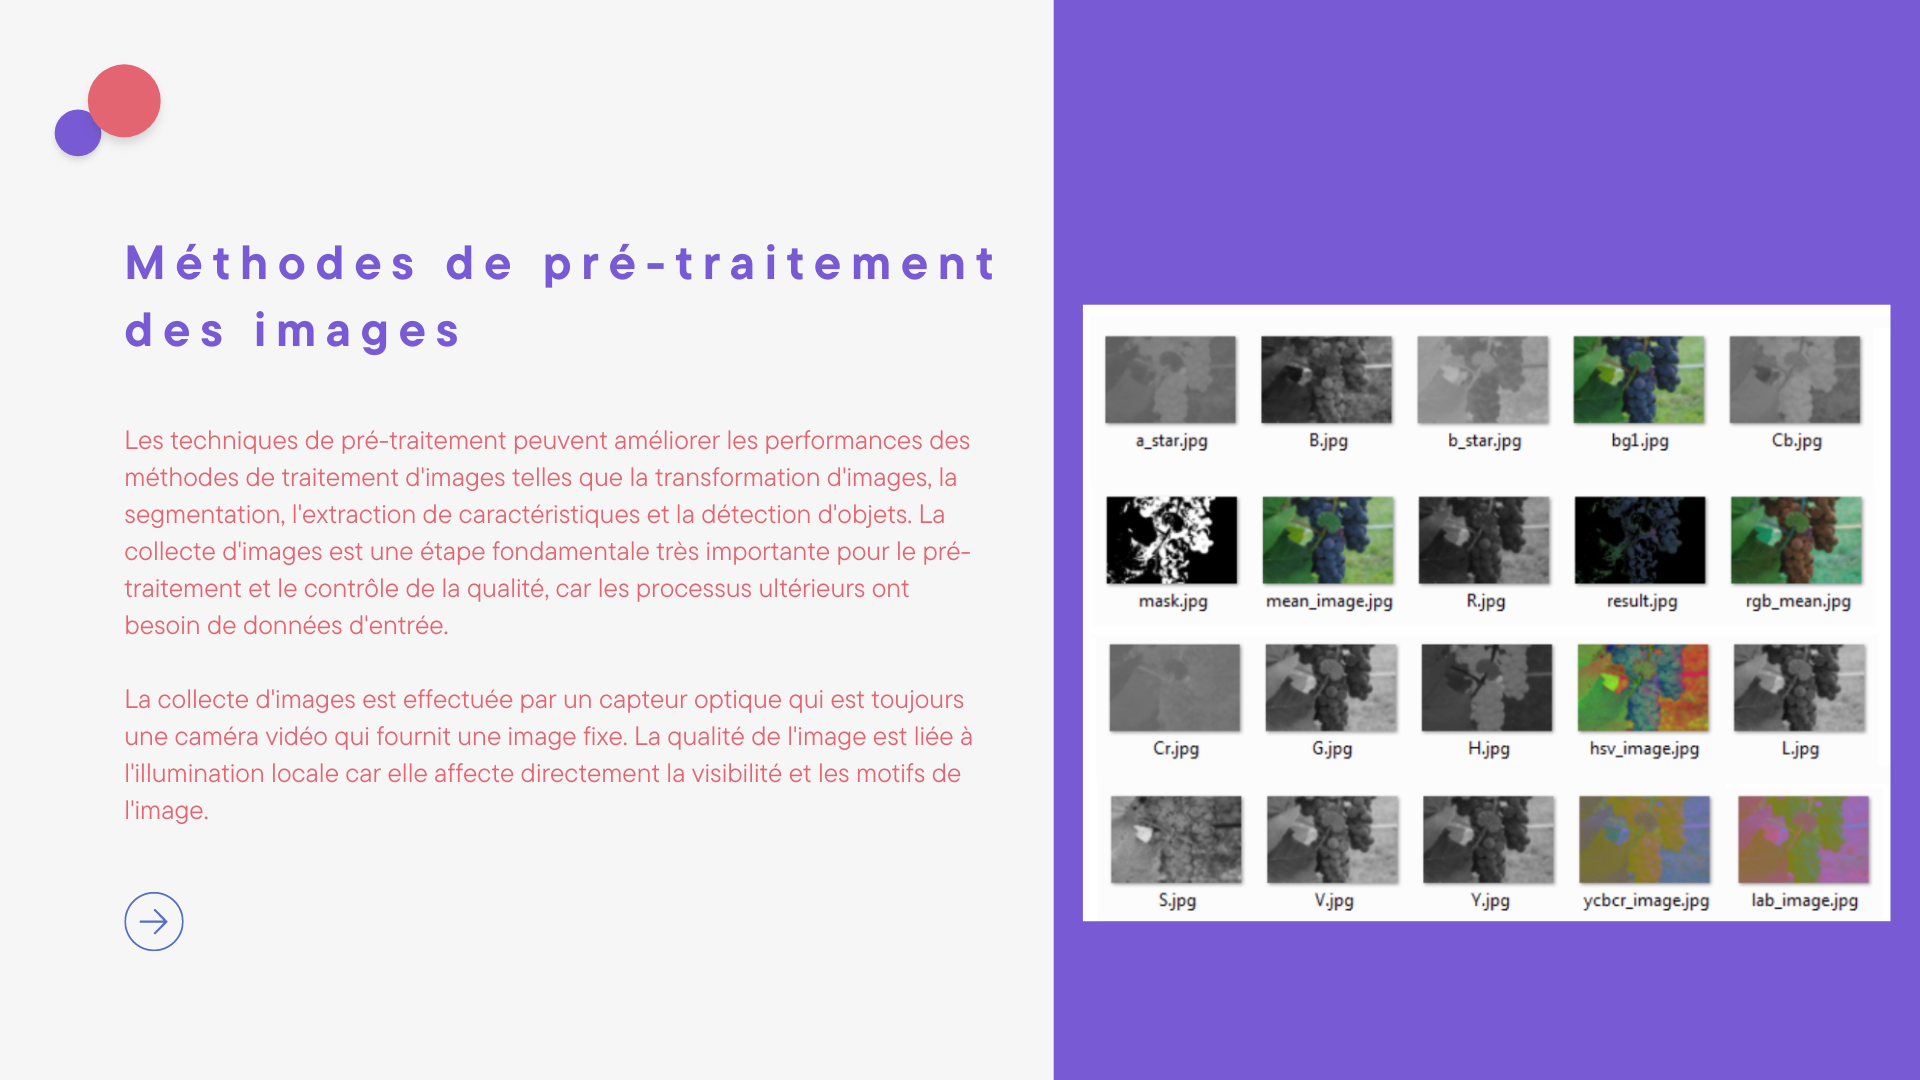 Méthodes de pré-traitement
des images
Les techniques de pré-traitement peuvent améliorer les performances des
méthodes de traitement d'images telles que la transformation d'images, la
segmentation, l'extraction de caractéristiques et la détection d'objets. La
collecte d'images est une étape fondamentale très importante pour le pré-
traitement et le contrôle de la qualité, car les processus ultérieurs ont
besoin de données d'entrée.
La collecte d'images est effectuée par un capteur optique qui est toujours
une caméra vidéo qui fournit une image fixe. La qualité de l'image est liée à
l'illumination locale car elle affecte directement la visibilité et les motifs de
l'image.
a_star.jpg B.jpg b_star.jpg bg1.jpg Cb.jpg
mask.jpg mean_image.jpg R.jpg result.jpg rgb_mean.jpg
Cr.jpg G.jpg H.jpg hsv_image.jpg L.jpg
S.jpg V.jpg Y.jpg ycbcr_image.jpg lab_image.jpg